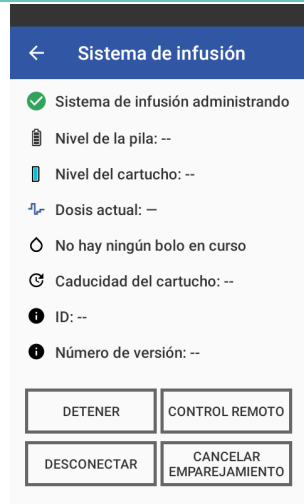 Sistema de infusión
Sistema de infusión administrando
Nivel de la pila: --
Nivel del cartucho: --
Dosis actual: —
No hay ningún bolo en curso
Caducidad del cartucho: --
ID: --
Número de versión: --
DETENER
CONTROL REMOTO
DESCONECTAR
CANCELAR
EMPAREJAMIENTO